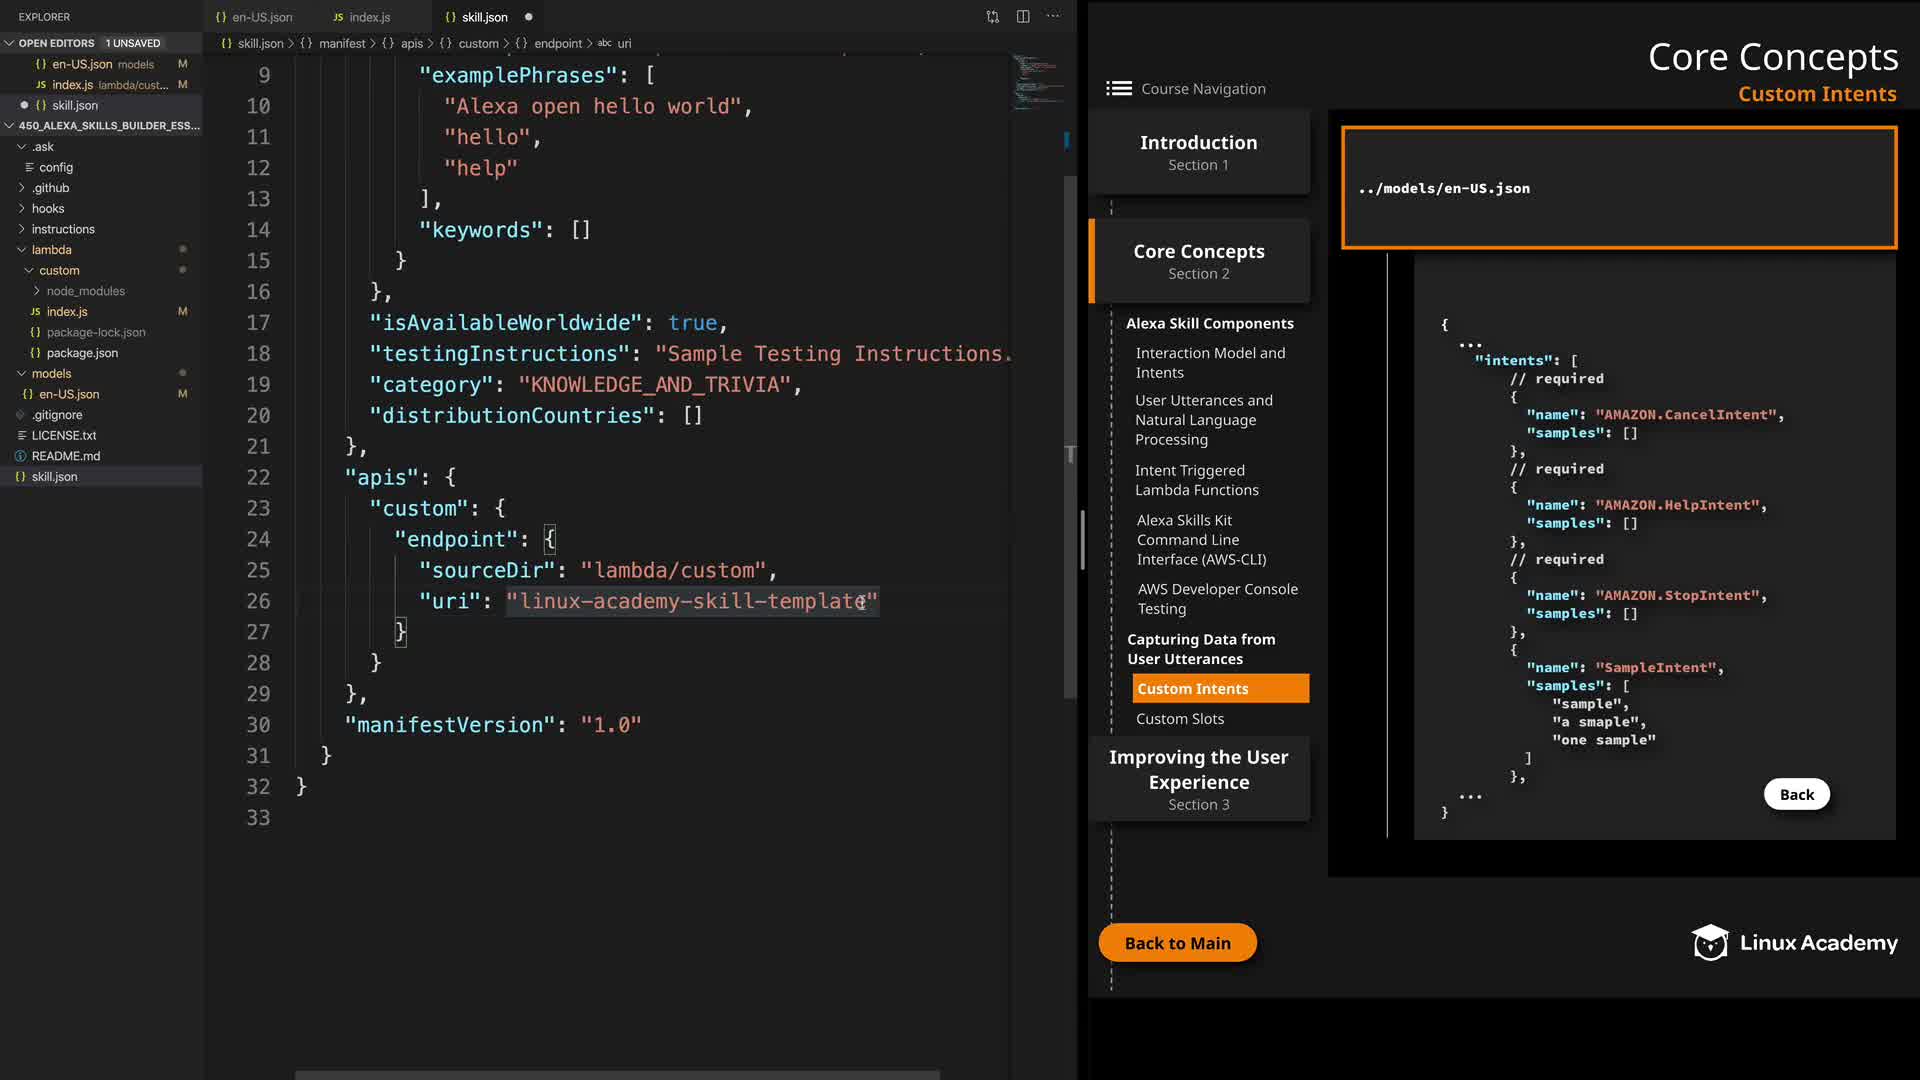 EXPLORER
OPEN EDITORS 1 UNSAVED
{} en-US.json models M
JS index.js lambda/cust... M
{} skill.json
450_ALEXA_SKILLS_BUILDER_ESS...
.ask
config
.github
hooks
instructions
lambda
custom
node_modules
JS index.js M
{} package-lock.json
{} package.json
models
{} en-US.json M
.gitignore
LICENSE.txt
README.md
{} skill.json
{} en-US.json
JS index.js
{} skill.json
{} skill.json > {} manifest > {} apis > {} custom > {} endpoint > abc uri
9 "examplePhrases": [
10 "Alexa open hello world",
11 "hello",
12 "help"
13 ],
14 "keywords": []
15 }
16 },
17 "isAvailableWorldwide": true,
18 "testingInstructions": "Sample Testing Instructions.
19 "category": "KNOWLEDGE_AND_TRIVIA",
20 "distributionCountries": []
21 },
22 "apis": {
23 "custom": {
24 "endpoint": {
25 "sourceDir": "lambda/custom",
26 "uri": "linux-academy-skill-template"
27 }
28 }
29 },
30 "manifestVersion": "1.0"
31 }
32 }
33
Core Concepts
Custom Intents
Course Navigation
Introduction
Section 1
Core Concepts
Section 2
Alexa Skill Components
Interaction Model and
Intents
User Utterances and
Natural Language
Processing
Intent Triggered
Lambda Functions
Alexa Skills Kit
Command Line
Interface (AWS-CLI)
AWS Developer Console
Testing
Capturing Data from
User Utterances
Custom Intents
Custom Slots
Improving the User
Experience
Section 3
Back to Main
../models/en-US.json
{
...
"intents": [
// required
{
"name": "AMAZON.CancelIntent",
"samples": []
},
// required
{
"name": "AMAZON.HelpIntent",
"samples": []
},
// required
{
"name": "AMAZON.StopIntent",
"samples": []
},
{
"name": "SampleIntent",
"samples": [
"sample",
"a smaple",
"one sample"
]
},
...
}
Back
Linux Academy